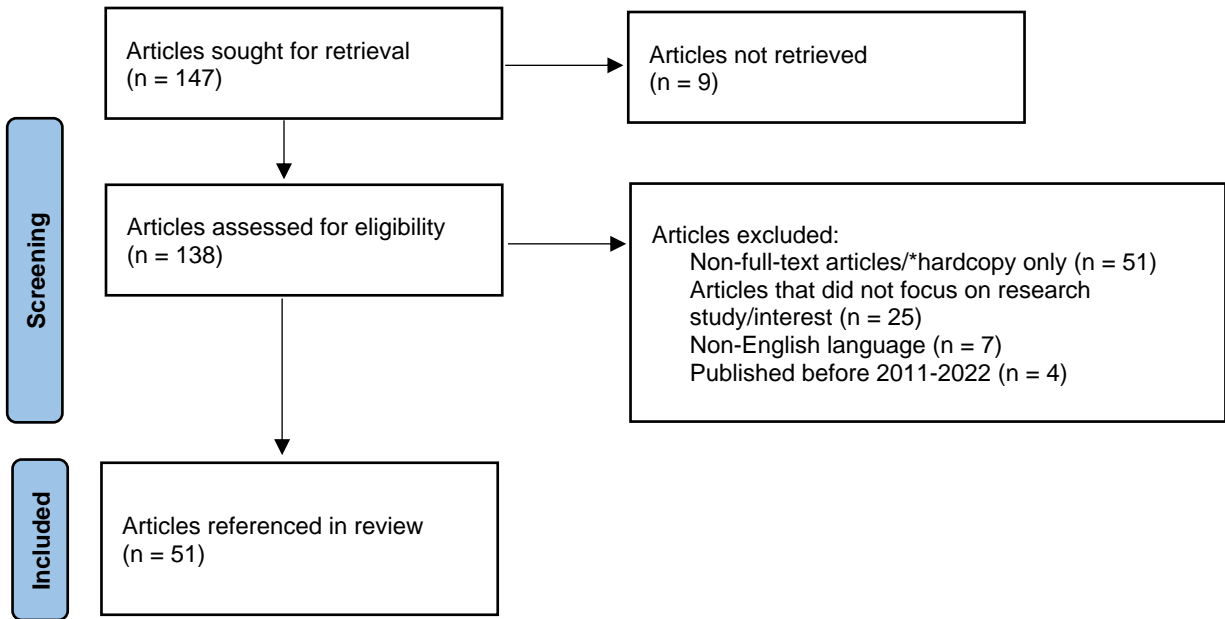 Articles sought for retrieval
(n = 147)
Articles not retrieved
(n = 9)
Screening
Articles assessed for eligibility
(n = 138)
Articles excluded:
Non-full-text articles/*hardcopy only (n = 51)
Articles that did not focus on research
study/interest (n = 25)
Non-English language (n = 7)
Published before 2011-2022 (n = 4)
Included
Articles referenced in review
(n = 51)